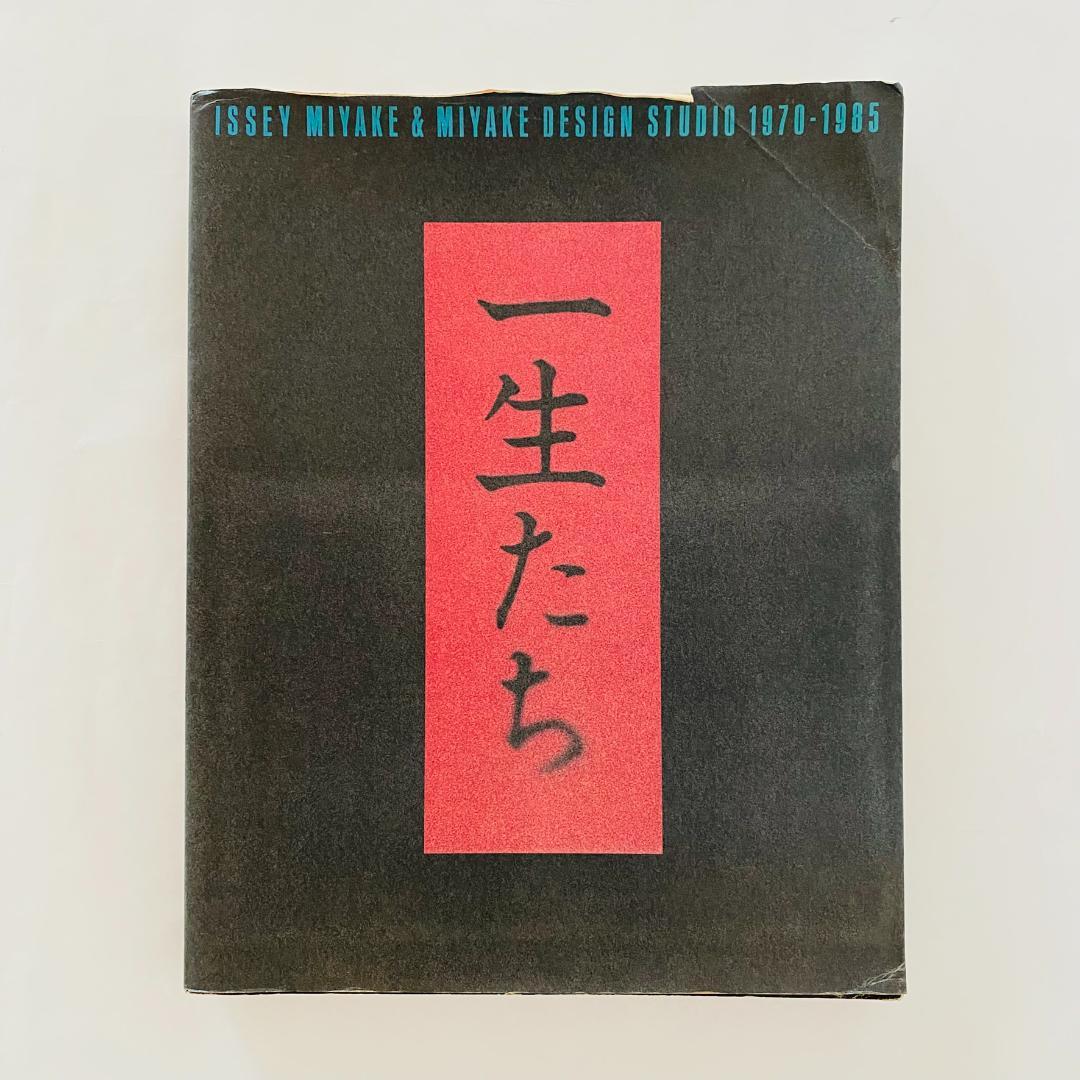 ISSEY MIYAKE & MIYAKE DESIGN STUDIO 1970-1985
一生たち